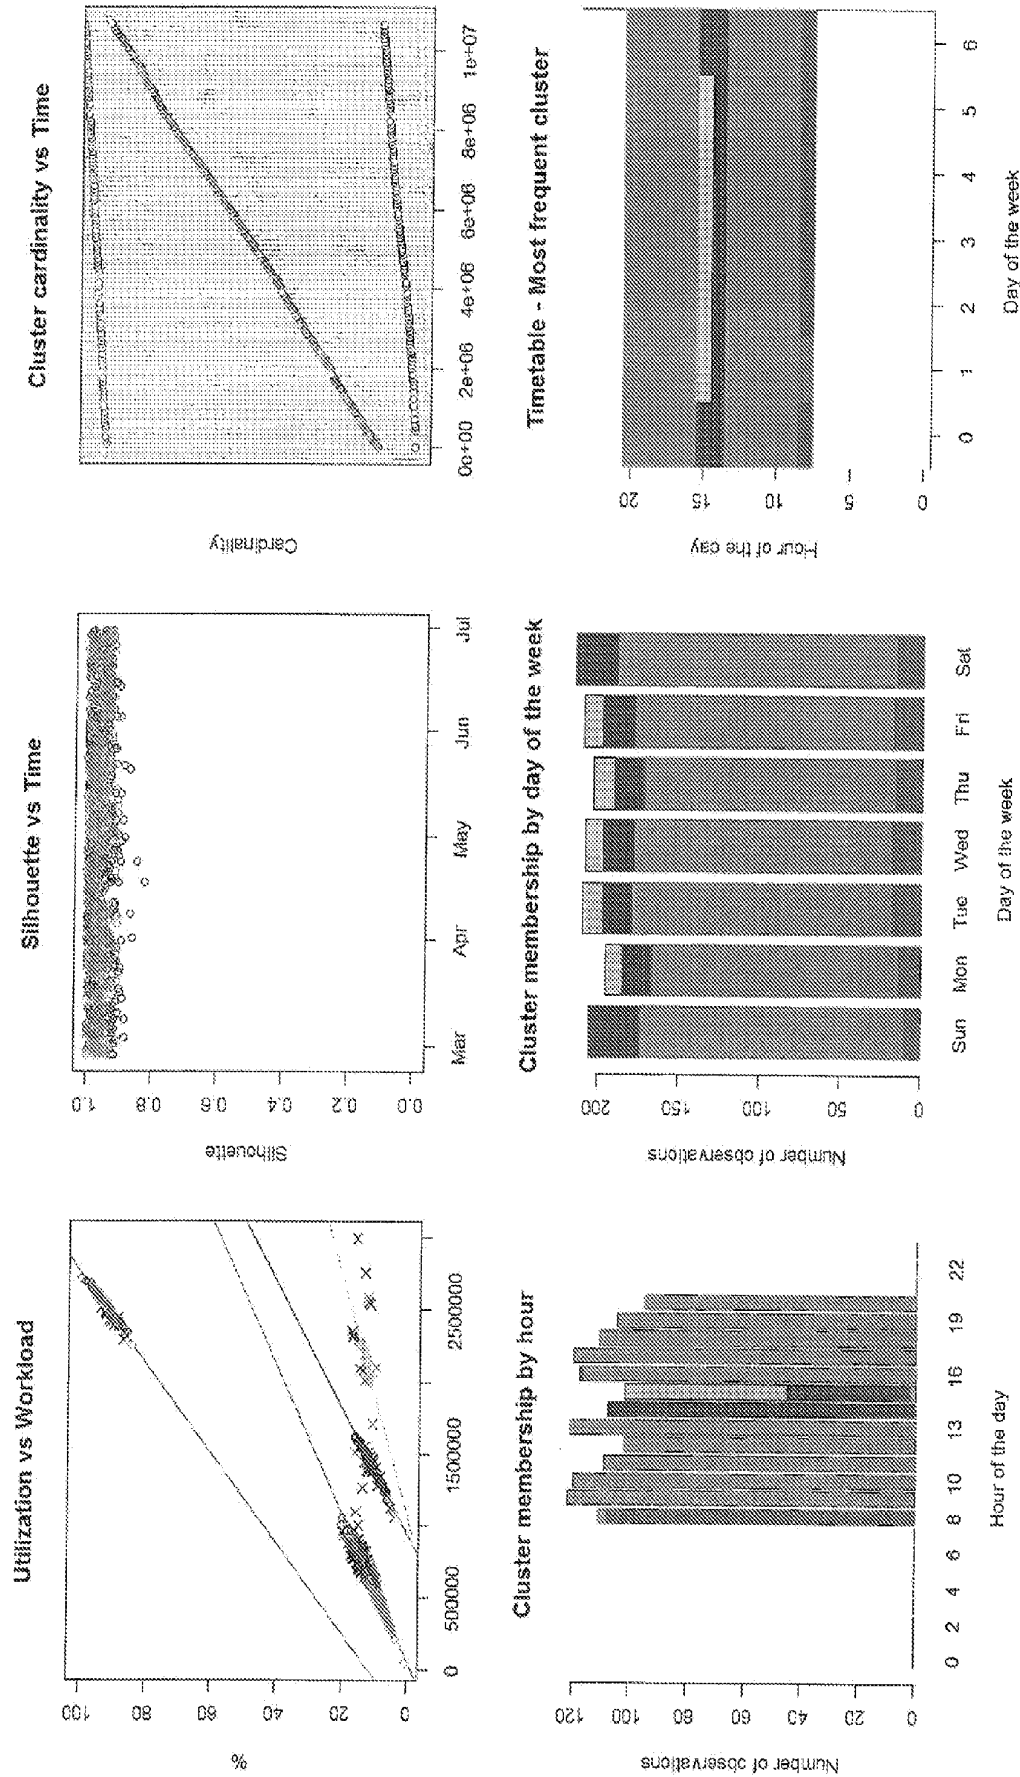 Utilization vs Workload
%
0 20 40 60 80 100
0 500000 1500000 2500000
Silhouette vs Time
Silhouette
0.0 0.2 0.4 0.6 0.8 1.0
Mar Apr May Jun Jul
Cluster cardinality vs Time
Cardinality
0e+00 2e+06 4e+06 6e+06 8e+06 1e+07
Cluster membership by hour
Number of observations
0 20 40 60 80 100 120
0 2 4 6 8 10 13 16 19 22
Hour of the day
Cluster membership by day of the week
Number of observations
0 50 100 150 200
Sun Mon Tue Wed Thu Fri Sat
Day of the week
Timetable - Most frequent cluster
Hour of the day
0 5 10 15 20
0 1 2 3 4 5 6
Day of the week